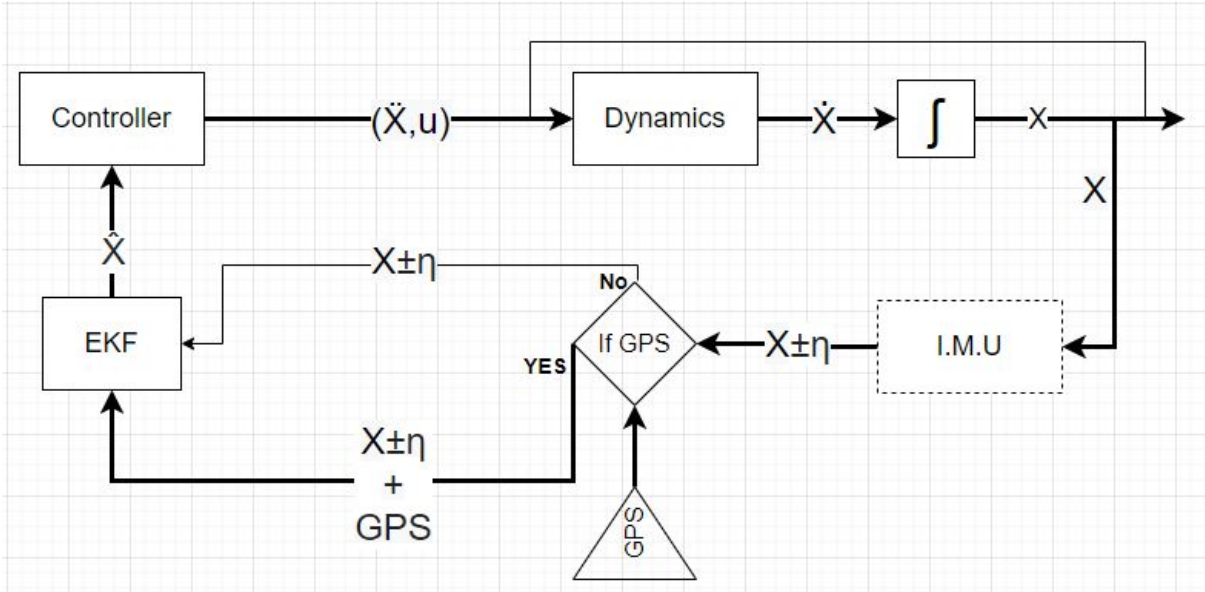 Controller
(Ẍ,u)
Dynamics
Ẋ
∫
X
X
X̂
X±η
No
EKF
If GPS
X±η
I.M.U
YES
X±η
+
GPS
GPS